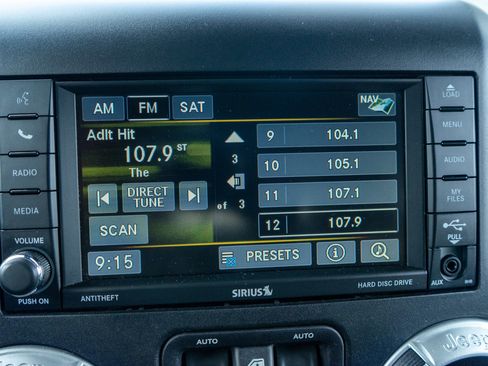 LOAD
AM FM SAT NAV
MENU
Adlt Hit
107.9 ST
The
3
of 3
9 104.1
10 105.1
11 107.1
12 107.9
RADIO
AUDIO
DIRECT
TUNE
MY
FILES
MEDIA
SCAN
VOLUME
PULL
9:15 PRESETS
PUSH ON
ANTITHEFT
SIRIUS
HARD DISC DRIVE
AUX
AUTO AUTO
Jeep
Jeep